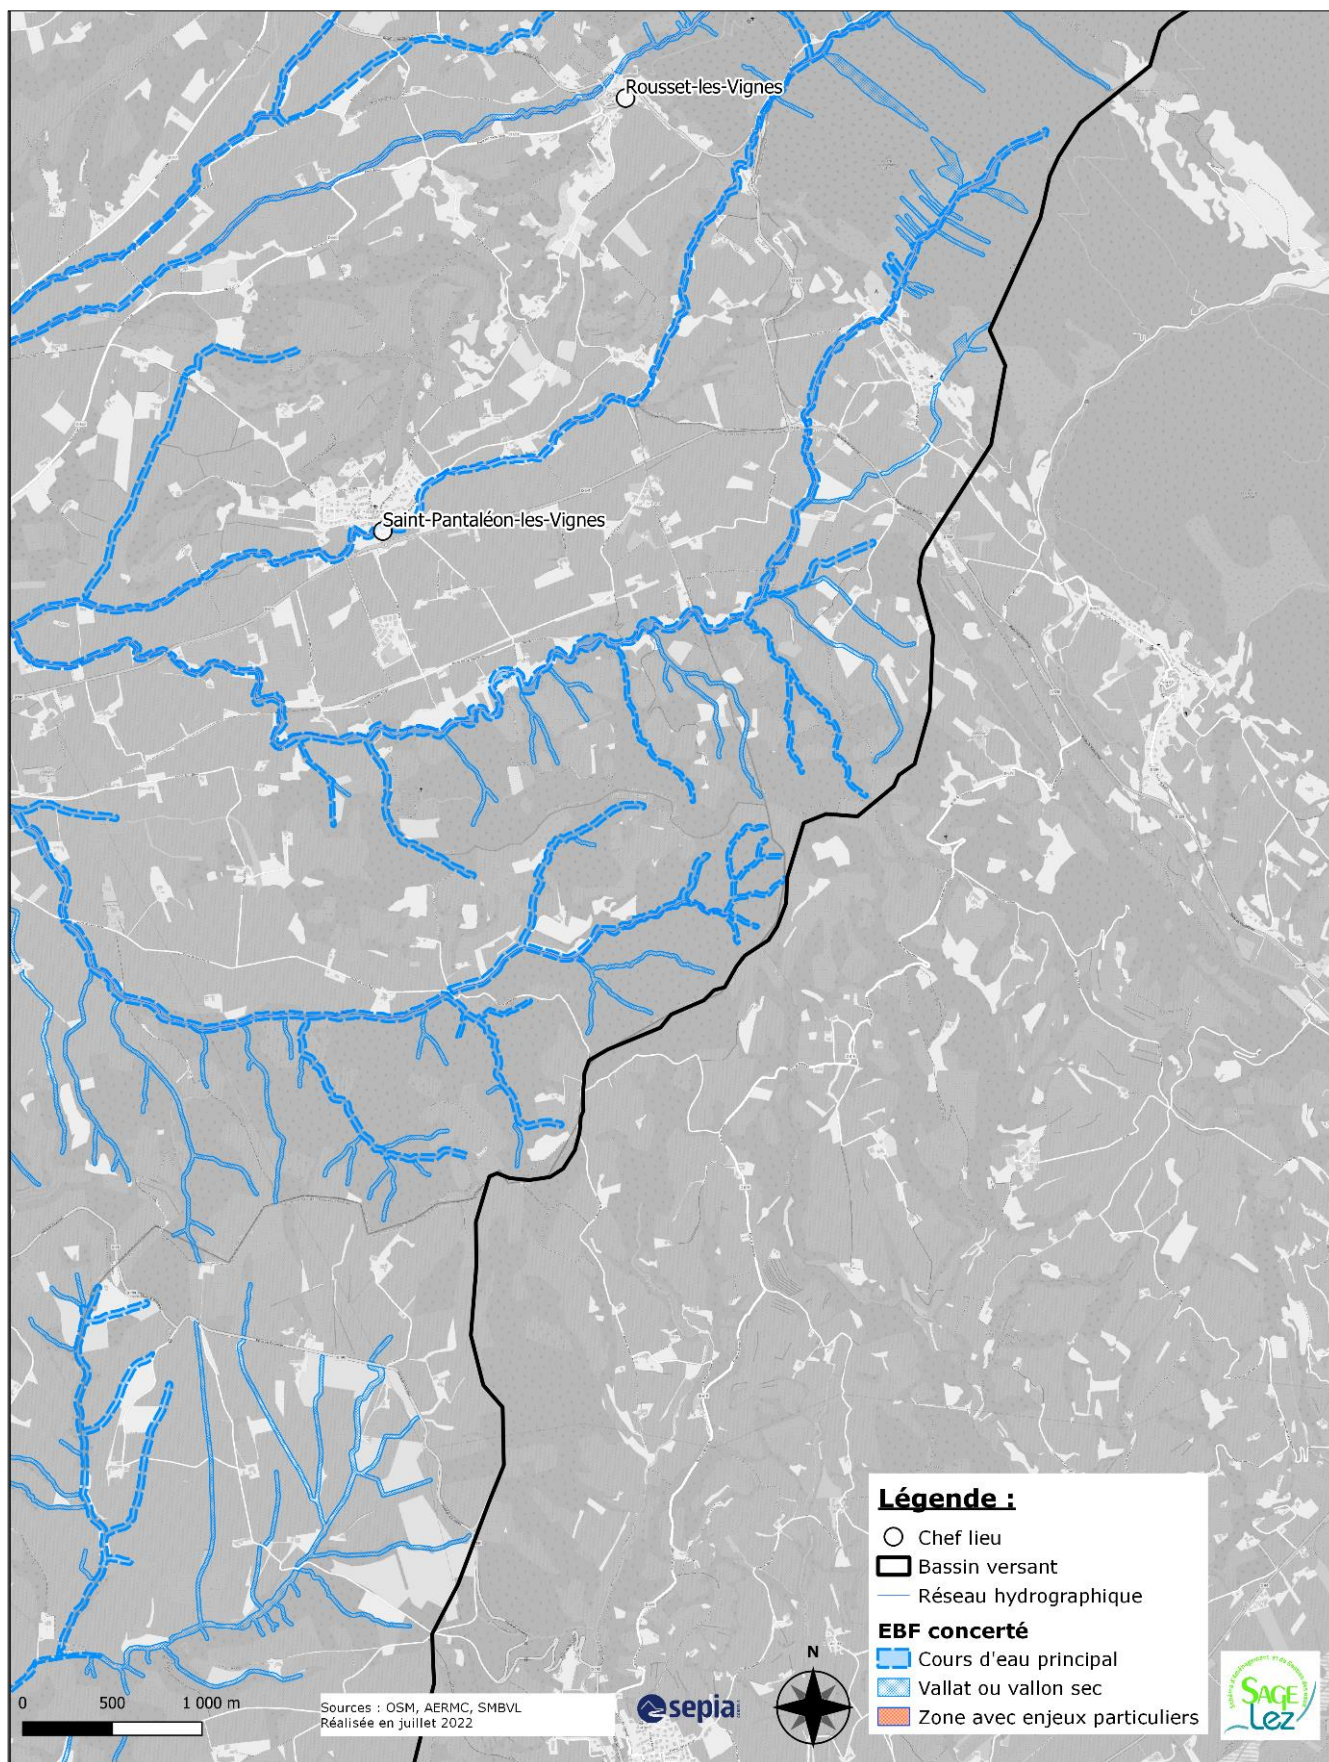 Rousset-les-Vignes
Saint-Pantaléon-les-Vignes
Légende :
Chef lieu
Bassin versant
Réseau hydrographique
EBF concerté
Cours d'eau principal
Vallat ou vallon sec
Zone avec enjeux particuliers
N
0 500 1 000 m
Sources : OSM, AERMC, SMBVL
Réalisée en juillet 2022
sepia
SAGE
Lez